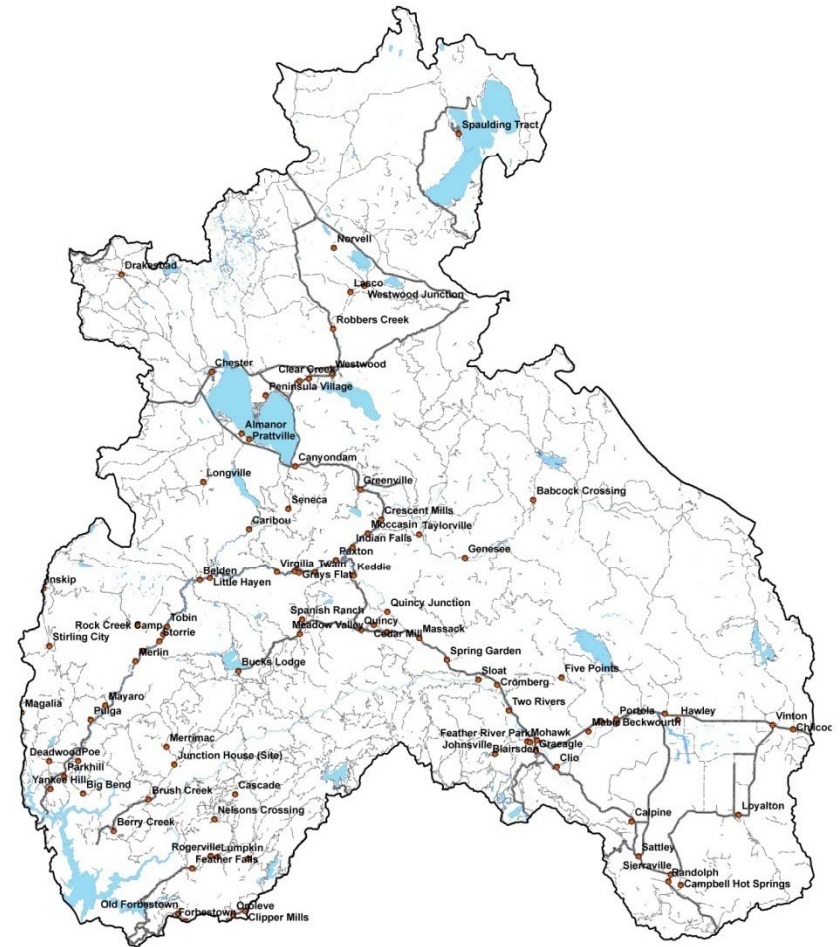 Spaulding Tract
Norvell
Drakesbad
Lasco
Westwood Junction
Robbers Creek
Chester
Clear Creek
Westwood
Peninsula Village
Almanor
Prattville
Canyondam
Longville
Greenville
Seneca
Babcock Crossing
Crescent Mills
Moccasin
Taylorville
Caribou
Indian Falls
Paxton
Genesee
Virgilia
Twain
Keddie
Belden
Grays Flat
Little Haven
Inskip
Spanish Ranch
Quincy Junction
Rock Creek Camp
Tobin
Quincy
Storrie
Meadow Valley
Cedar Mill
Massack
Stirling City
Merlin
Spring Garden
Bucks Lodge
Sloat
Five Points
Cromberg
Magalia
Mayaro
Two Rivers
Pulga
Portola
Hawley
Mabie
Beckwourth
Vinton
Chilcoc
Merrimac
Feather River Park
Mohawk
Johnsville
Graeagle
Blairsden
Deadwood
Poe
Junction House (Site)
Clio
Parkhill
Yankee Hill
Big Bend
Brush Creek
Cascade
Nelsons Crossing
Calpine
Loyalton
Berry Creek
Rogerville
Lumpkin
Sattley
Feather Falls
Sierraville
Randolph
Campbell Hot Springs
Old Forbestown
Forbestown
Oroleve
Clipper Mills